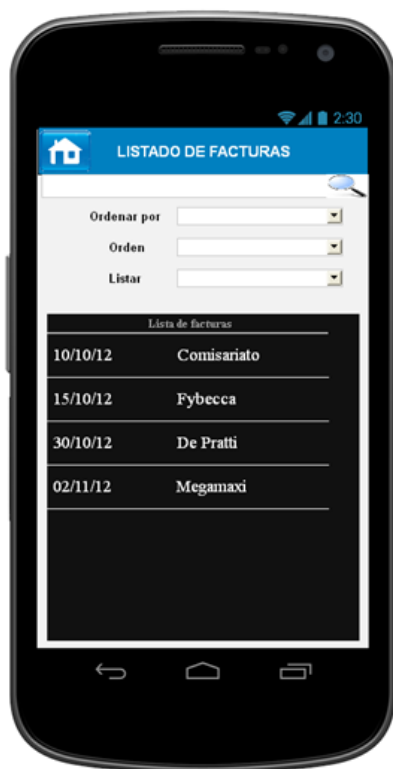 2:30
LISTADO DE FACTURAS
Ordenar por
Orden
Listar
Lista de facturas
10/10/12 Comisariato
15/10/12 Fybecca
30/10/12 De Pratti
02/11/12 Megamaxi